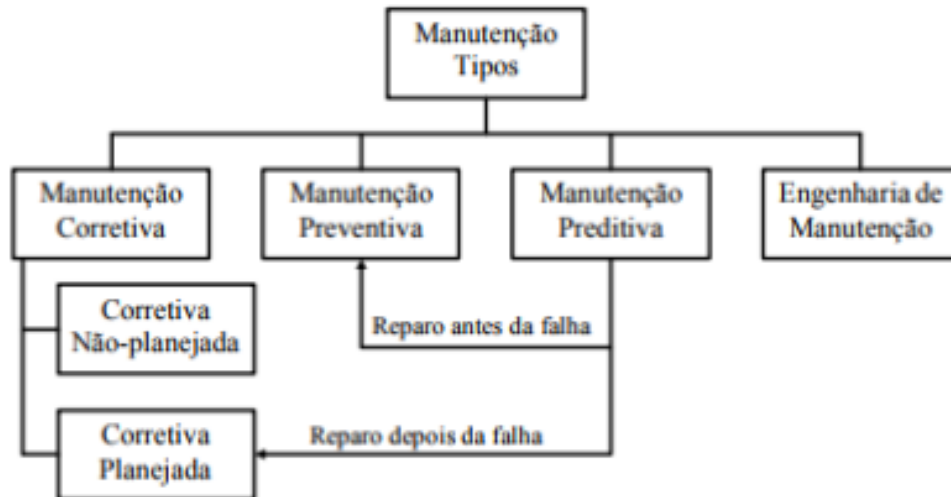 Manutenção
Tipos
Manutenção
Corretiva
Manutenção
Preventiva
Manutenção
Preditiva
Engenharia de
Manutenção
Corretiva
Não-planejada
Reparo antes da falha
Corretiva
Planejada
Reparo depois da falha